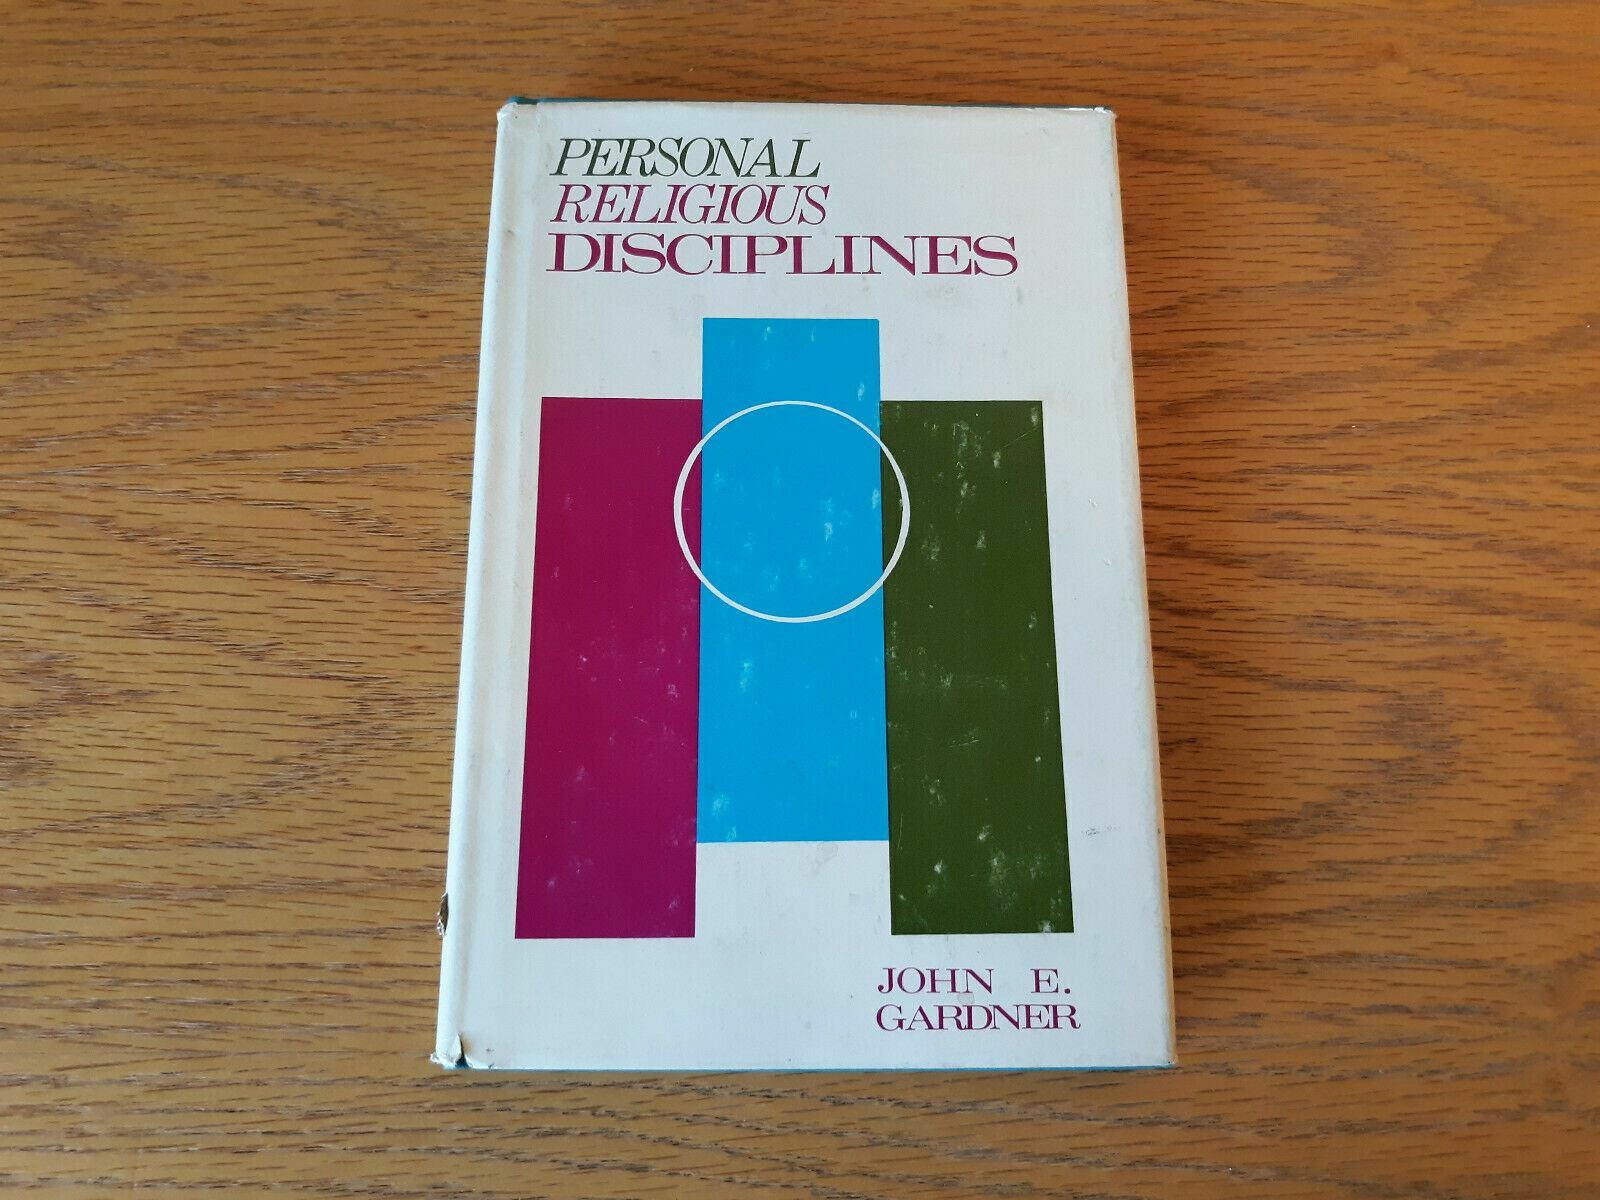 PERSONAL
RELIGIOUS
DISCIPLINES
JOHN E.
GARDNER